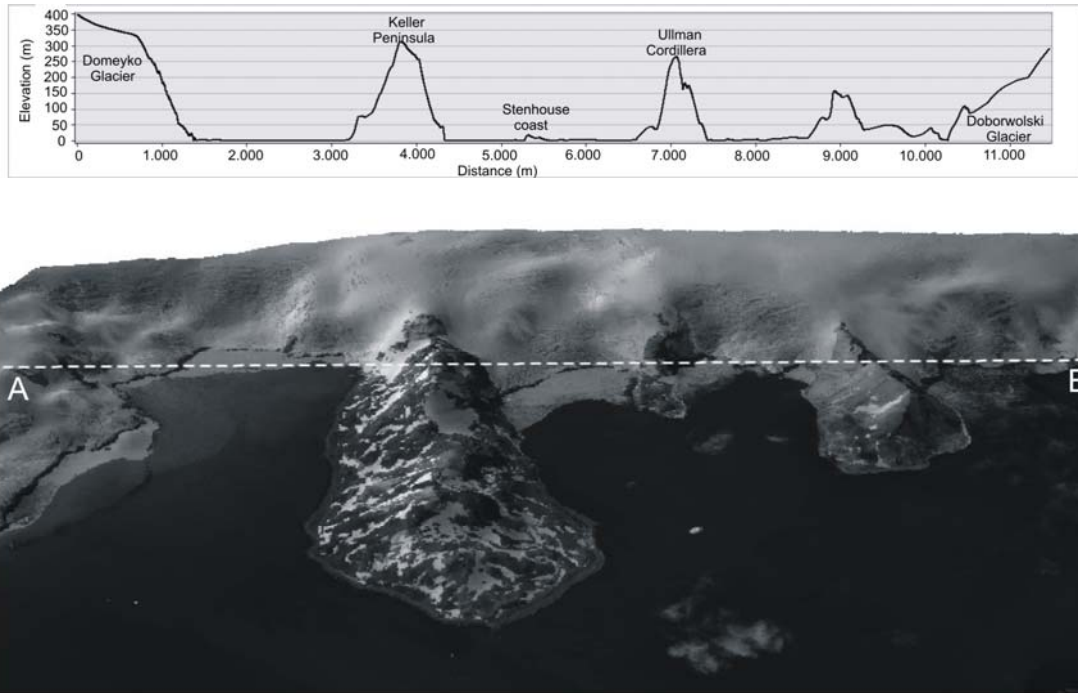 400
350
300
250
200
150
100
50
0
Elevation (m)
Domeyko
Glacier
Keller
Peninsula
Stenhouse
coast
Ullman
Cordillera
Doborwolski
Glacier
0 1.000 2.000 3.000 4.000 5.000 6.000 7.000 8.000 9.000 10.000 11.000
Distance (m)
A